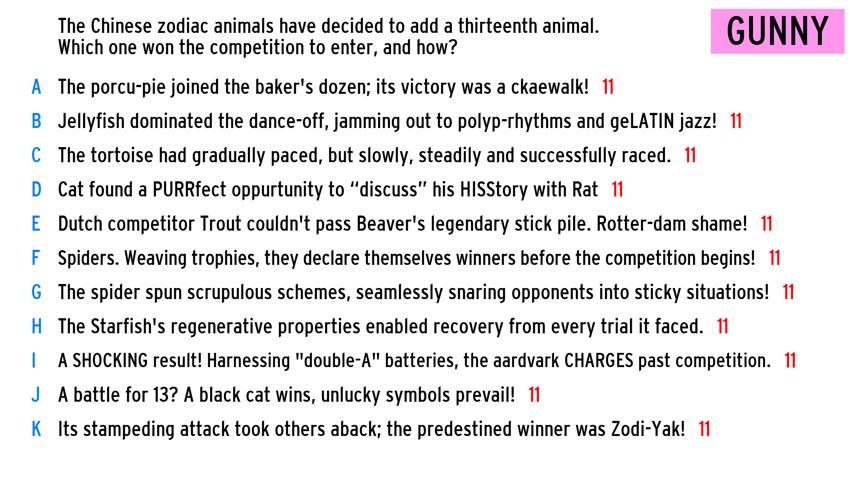 The Chinese zodiac animals have decided to add a thirteenth animal.
Which one won the competition to enter, and how?
GUNNY
A The porcu-pie joined the baker's dozen; its victory was a ckaewalk! 11
B Jellyfish dominated the dance-off, jamming out to polyp-rhythms and geLATIN jazz! 11
C The tortoise had gradually paced, but slowly, steadily and successfully raced. 11
D Cat found a PURRfect oppurtunity to “discuss” his HISStory with Rat 11
E Dutch competitor Trout couldn't pass Beaver's legendary stick pile. Rotter-dam shame! 11
F Spiders. Weaving trophies, they declare themselves winners before the competition begins! 11
G The spider spun scrupulous schemes, seamlessly snaring opponents into sticky situations! 11
H The Starfish's regenerative properties enabled recovery from every trial it faced. 11
I A SHOCKING result! Harnessing "double-A" batteries, the aardvark CHARGES past competition. 11
J A battle for 13? A black cat wins, unlucky symbols prevail! 11
K Its stampeding attack took others aback; the predestined winner was Zodi-Yak! 11